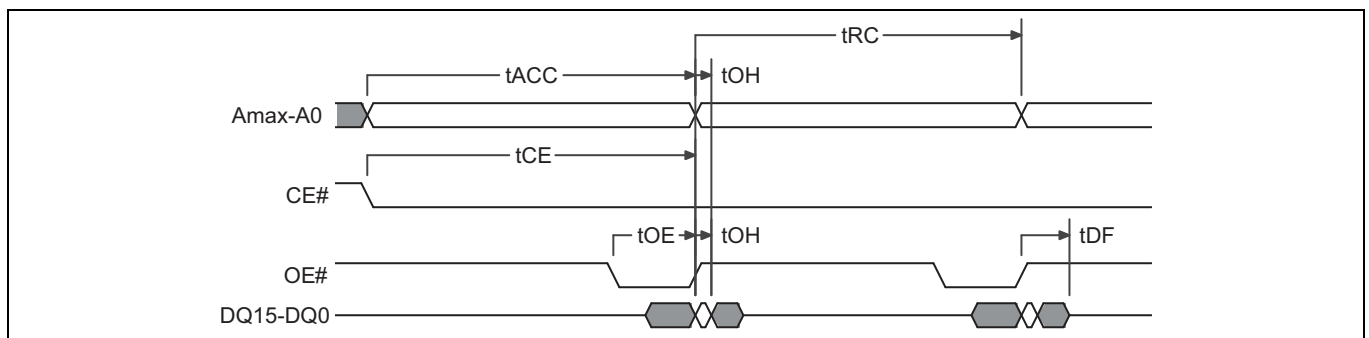 tRC
tACC
tOH
Amax-A0
tCE
CE#
tOE
tOH
tDF
OE#
DQ15-DQ0